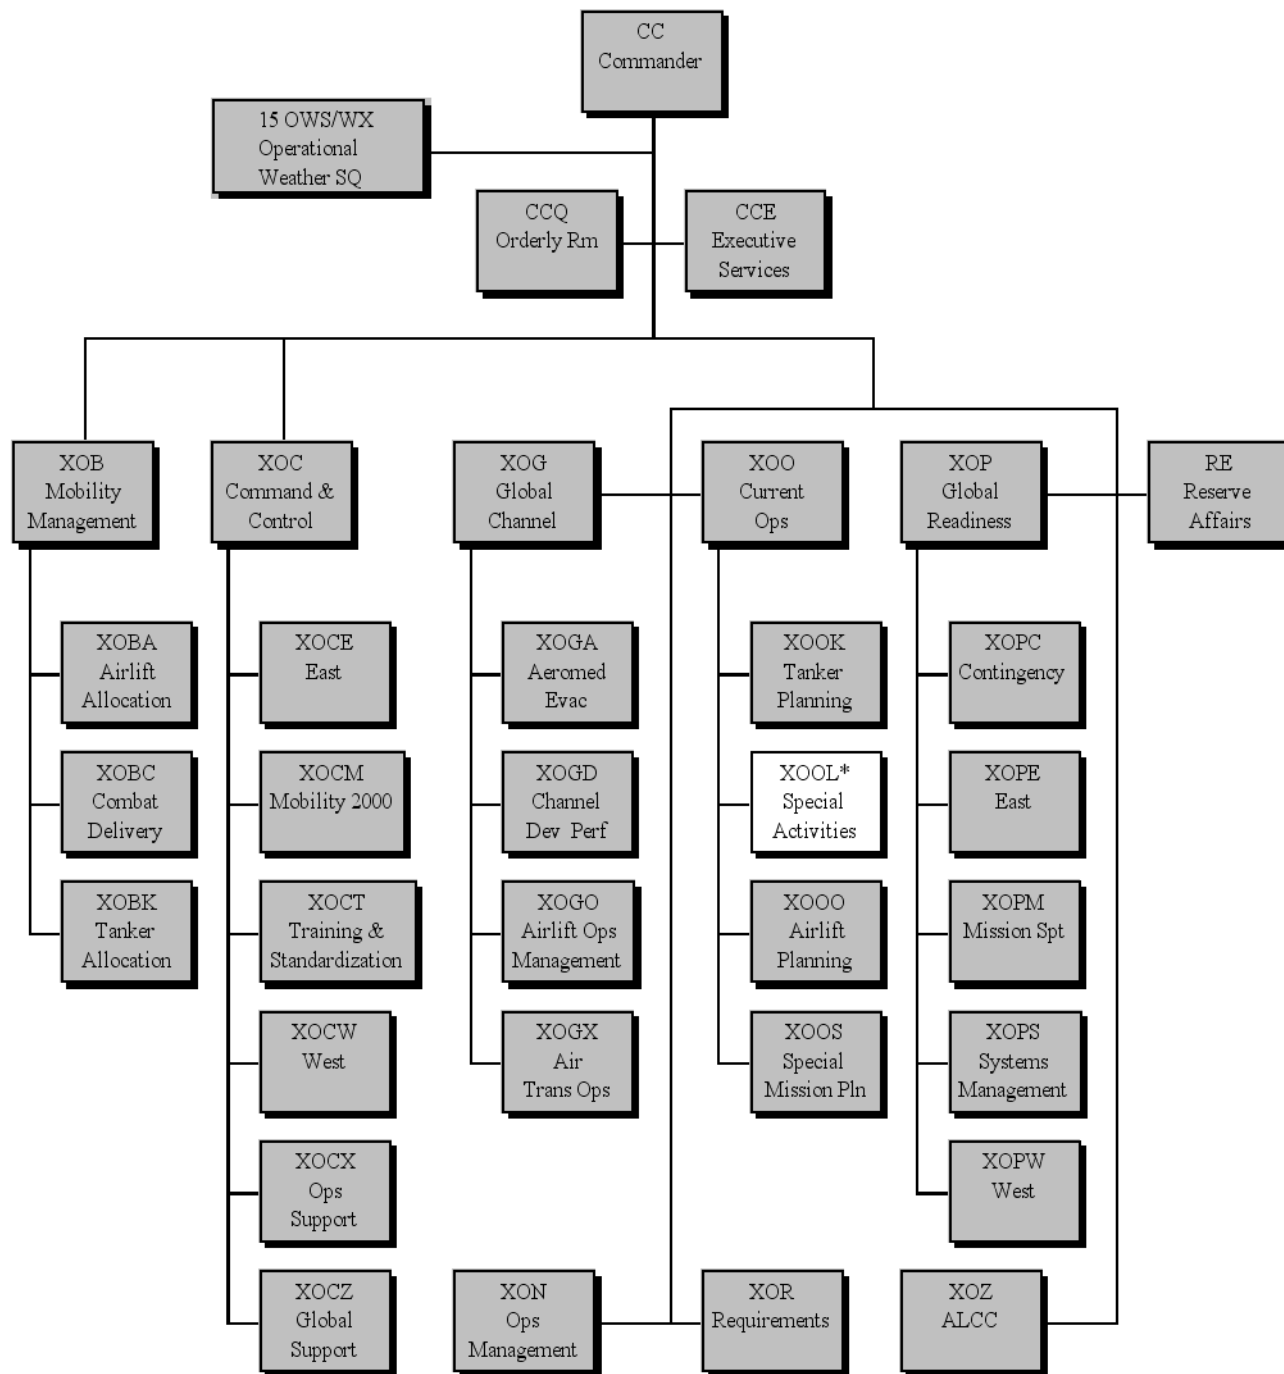 CC
Commander
15 OWS/WX
Operational
Weather SQ
CCQ
Orderly Rm
CCE
Executive
Services
XOB
Mobility
Management
XOC
Command &
Control
XOG
Global
Channel
XOO
Current
Ops
XOP
Global
Readiness
RE
Reserve
Affairs
XOBA
Airlift
Allocation
XOCE
East
XOGA
Aeromed
Evac
XOOK
Tanker
Planning
XOPC
Contingency
XOBC
Combat
Delivery
XOCM
Mobility 2000
XOGD
Channel
Dev Perf
XOOL*
Special
Activities
XOPE
East
XOBK
Tanker
Allocation
XOCT
Training &
Standardization
XOGO
Airlift Ops
Management
XOOO
Airlift
Planning
XOPM
Mission Spt
XOCW
West
XOGX
Air
Trans Ops
XOOS
Special
Mission Pln
XOPS
Systems
Management
XOCX
Ops
Support
XOPW
West
XOCZ
Global
Support
XON
Ops
Management
XOR
Requirements
XOZ
ALCC